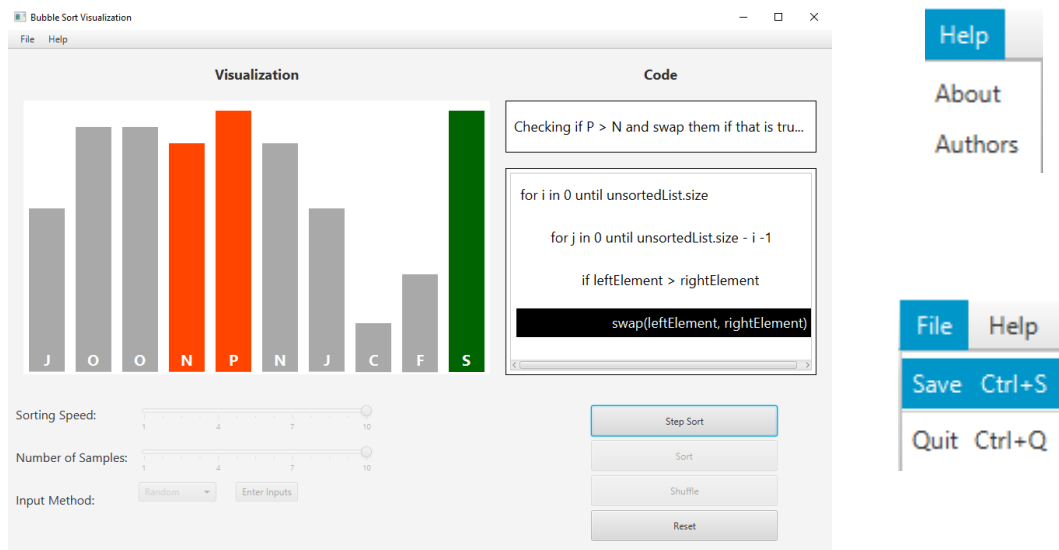 Bubble Sort Visualization
File Help
Visualization
Code
J O O N P N J C F S
Checking if P > N and swap them if that is tru...
for i in 0 until unsortedList.size
for j in 0 until unsortedList.size - i -1
if leftElement > rightElement
swap(leftElement, rightElement)
Sorting Speed:
1 4 7 10
Number of Samples:
1 4 7 10
Input Method:
Random
Enter Inputs
Step Sort
Sort
Shuffle
Reset
Help
About
Authors
File Help
Save Ctrl+S
Quit Ctrl+Q